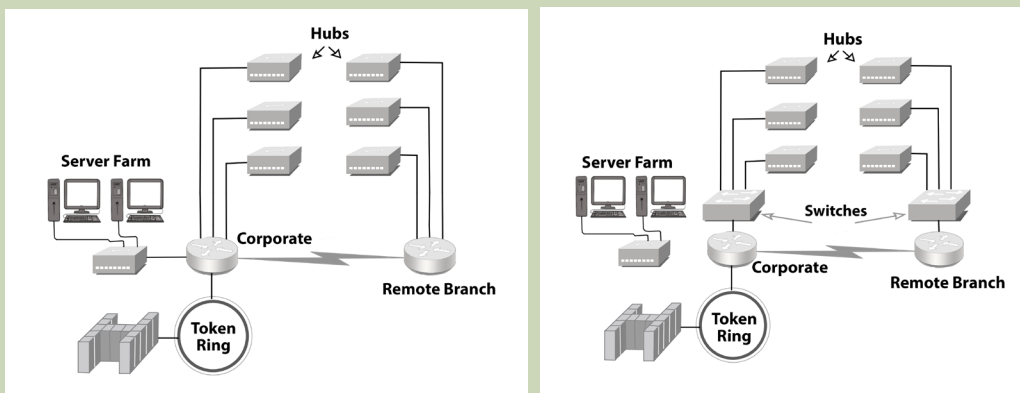 Hubs
Server Farm
Corporate
Remote Branch
Token
Ring
Hubs
Server Farm
Switches
Corporate
Remote Branch
Token
Ring